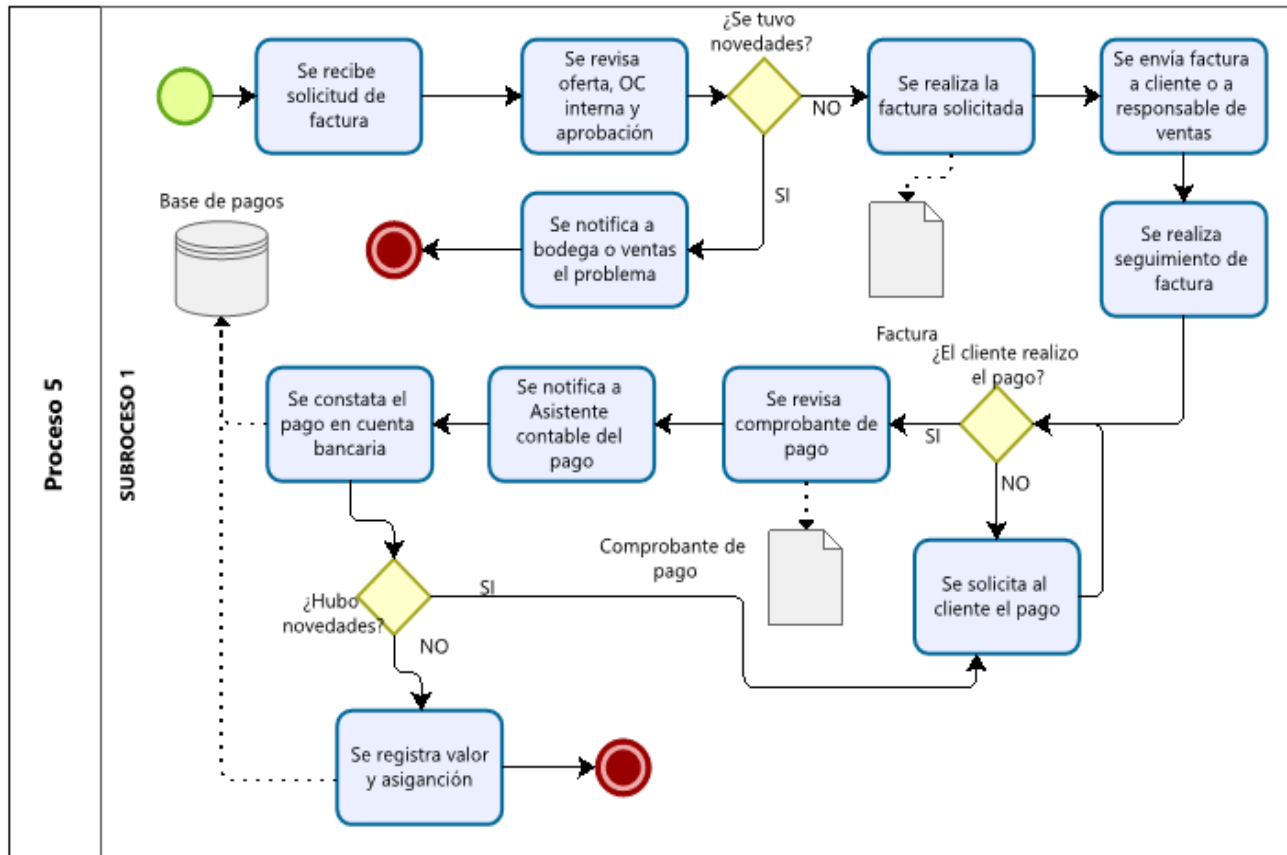 Proceso 5
SUBROCESO 1
Se recibe
solicitud de
factura
Se revisa
oferta, OC
interna y
aprobación
¿Se tuvo
novedades?
NO
SI
Se realiza la
factura solicitada
Se envía factura
a cliente o a
responsable de
ventas
Base de pagos
Se notifica a
bodega o ventas
el problema
Factura
Se realiza
seguimiento de
factura
¿El cliente realizo
el pago?
SI
NO
Se revisa
comprobante de
pago
Se notifica a
Asistente
contable del
pago
Se constata el
pago en cuenta
bancaria
Comprobante de
pago
Se solicita al
cliente el pago
¿Hubo
novedades?
SI
NO
Se registra valor
y asigancíón